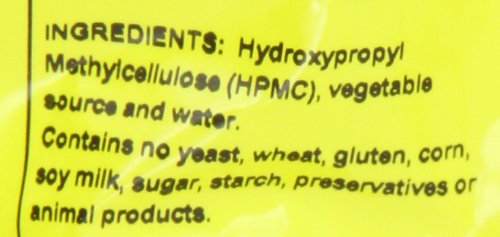 INGREDIENTS: Hydroxypropyl
Methylcellulose (HPMC), vegetable
source and water.
Contains no yeast, wheat, gluten, corn,
soy milk, sugar, starch, preservatives or
animal products.